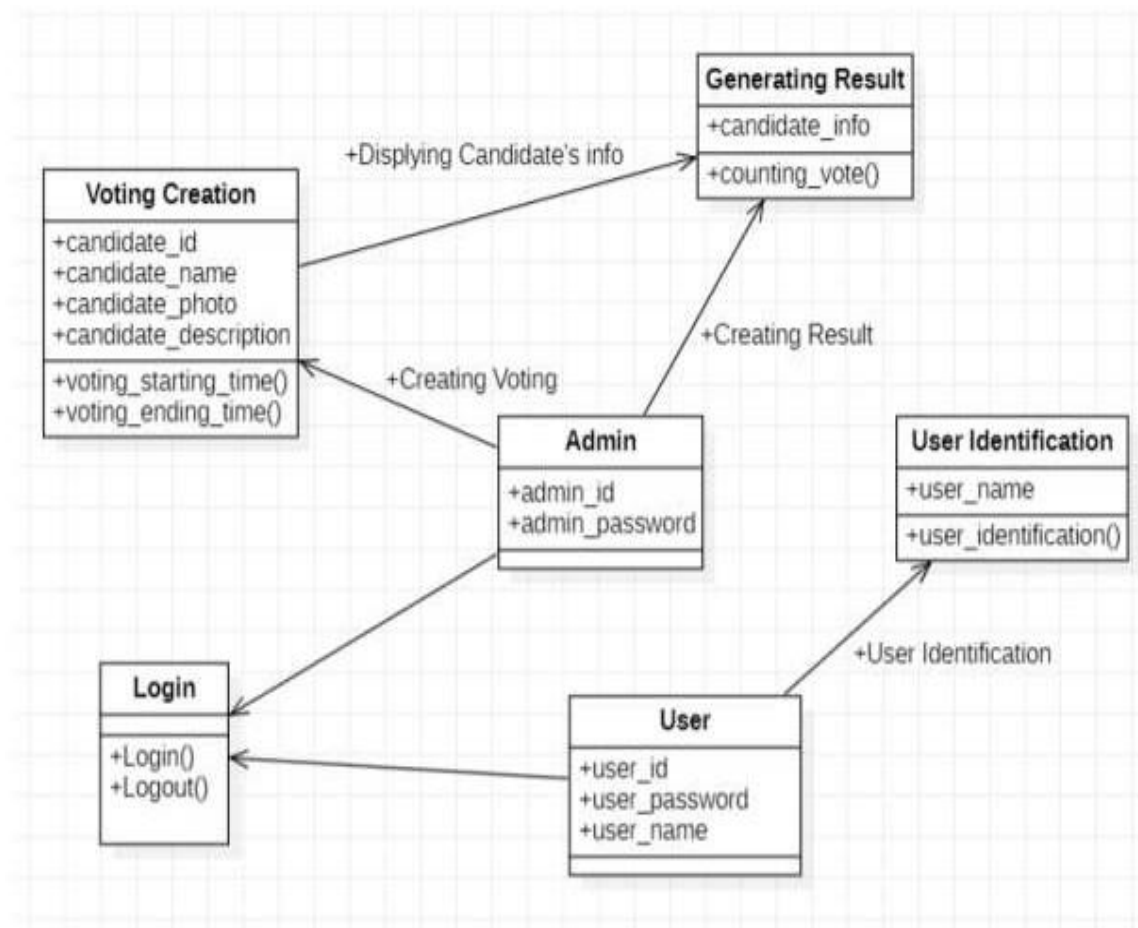 Generating Result
+candidate_info
+counting_vote()
+Displying Candidate's info
Voting Creation
+candidate_id
+candidate_name
+candidate_photo
+candidate_description
+voting_starting_time()
+voting_ending_time()
+Creating Result
+Creating Voting
Admin
+admin_id
+admin_password
User Identification
+user_name
+user_identification()
+User Identification
Login
+Login()
+Logout()
User
+user_id
+user_password
+user_name